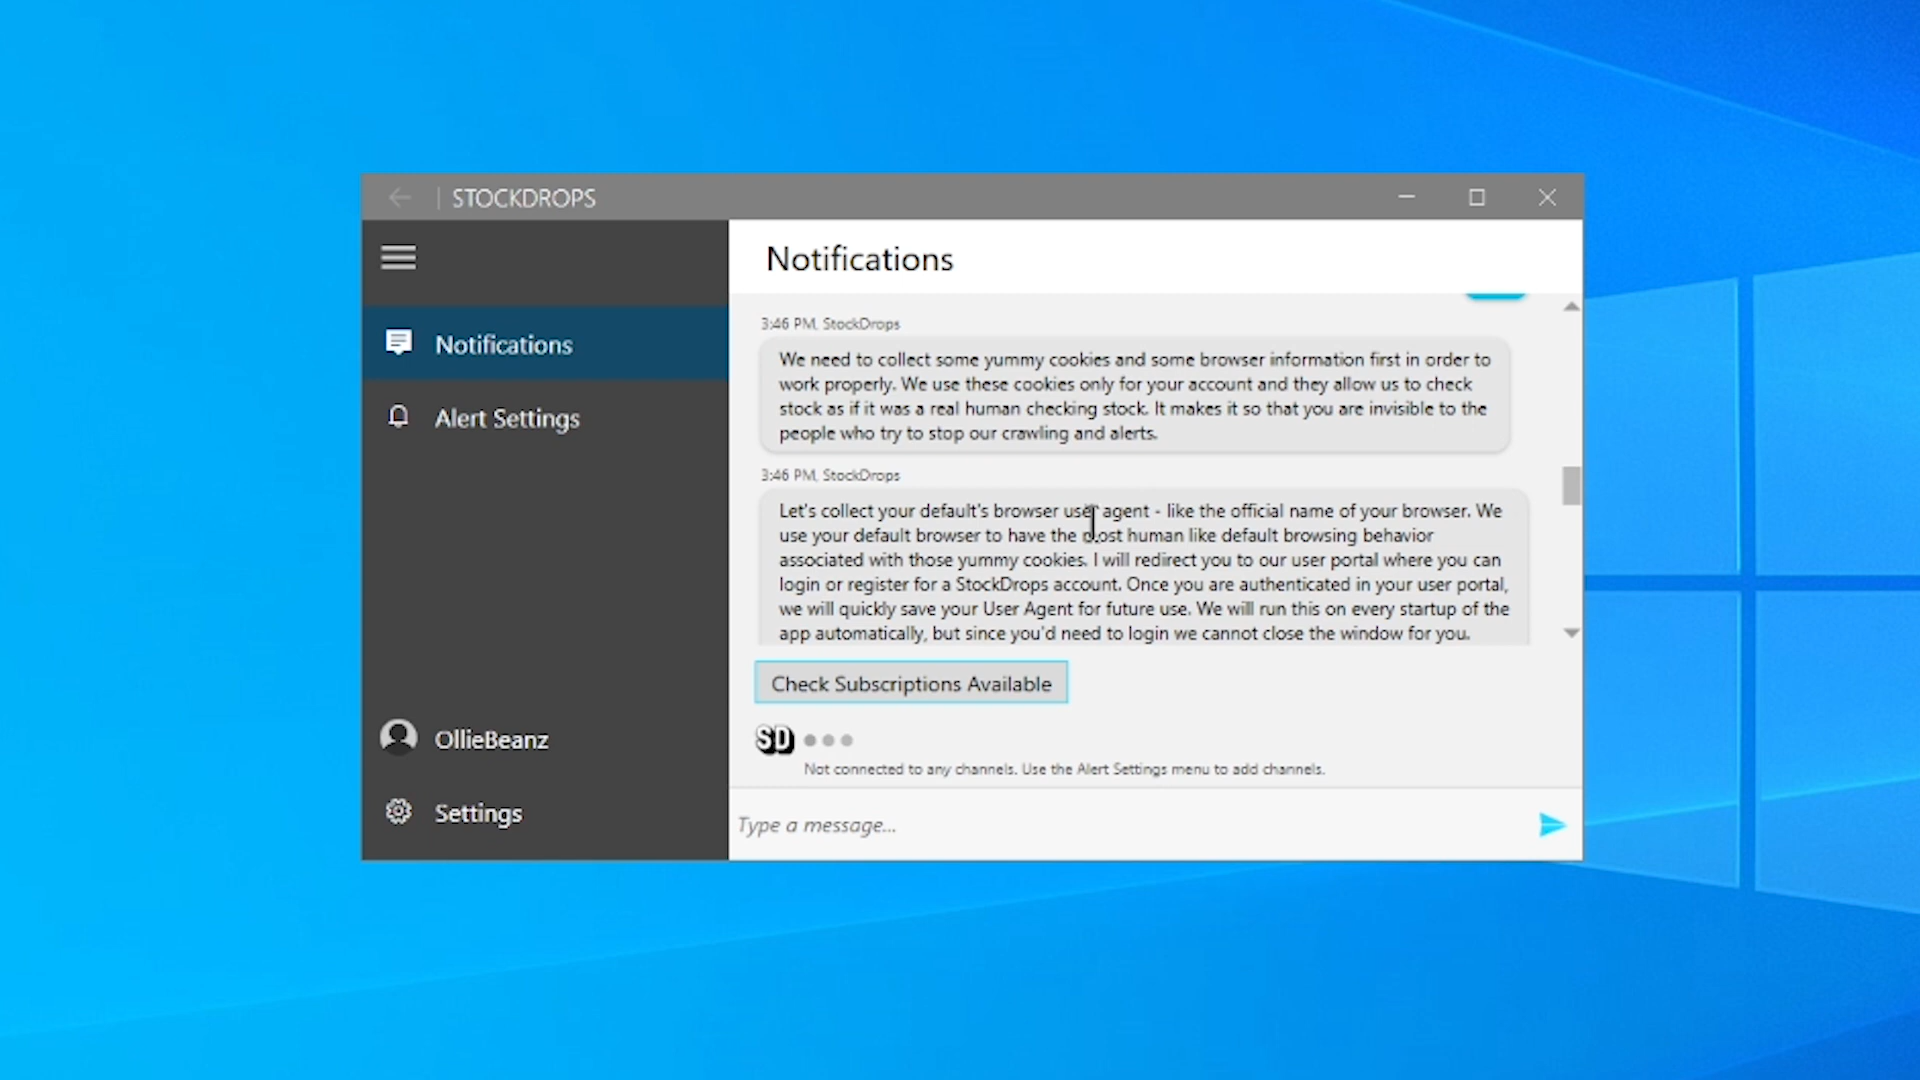 STOCKDROPS
Notifications
Alert Settings
OllieBeanz
Settings
Notifications
3:46 PM, StockDrops
We need to collect some yummy cookies and some browser information first in order to
work properly. We use these cookies only for your account and they allow us to check
stock as if it was a real human checking stock. It makes it so that you are invisible to the
people who try to stop our crawling and alerts.
3:46 PM, StockDrops
Let's collect your default's browser user agent - like the official name of your browser. We
use your default browser to have the most human like default browsing behavior
associated with those yummy cookies. I will redirect you to our user portal where you can
login or register for a StockDrops account. Once you are authenticated in your user portal,
we will quickly save your User Agent for future use. We will run this on every startup of the
app automatically, but since you'd need to login we cannot close the window for you.
Check Subscriptions Available
SD
Not connected to any channels. Use the Alert Settings menu to add channels.
Type a message...